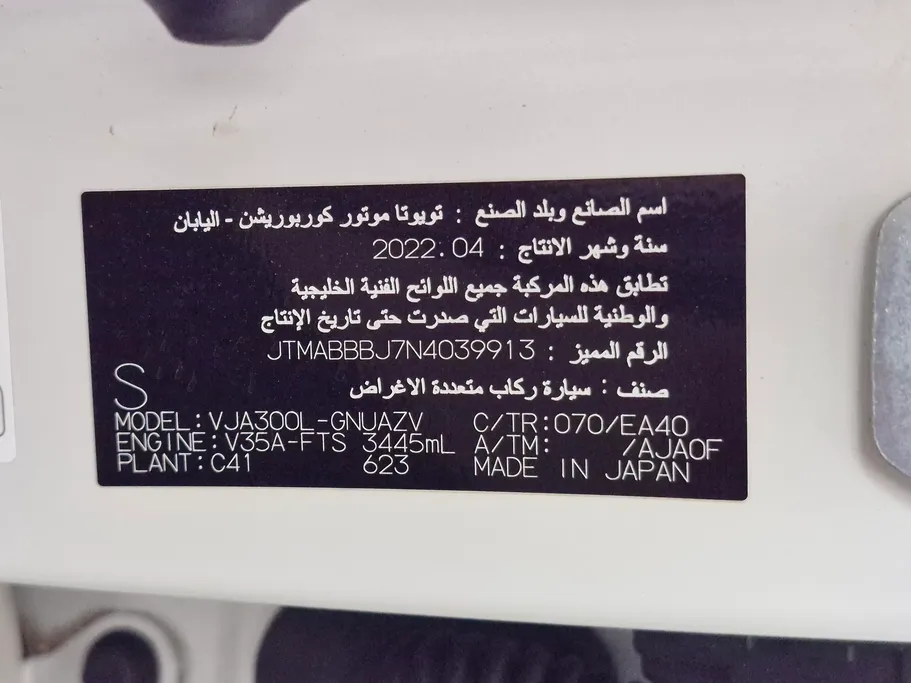 اسم الصانع وبلد الصنع : تويوتا موتور كوربوريشن - اليابان
سنة وشهر الانتاج : 2022.04
تطابق هذه المركبة جميع اللوائح الفنية الخليجية
والوطنية للسيارات التي صدرت حتى تاريخ الإنتاج
الرقم المميز : JTMABBBJ7N4039913
صنف : سيارة ركاب متعددة الاغراض
S
MODEL:VJA300L-GNUAZV C/TR:070/EA40
ENGINE:V35A-FTS 3445mL A/TM: /AJA0F
PLANT:C41 623 MADE IN JAPAN